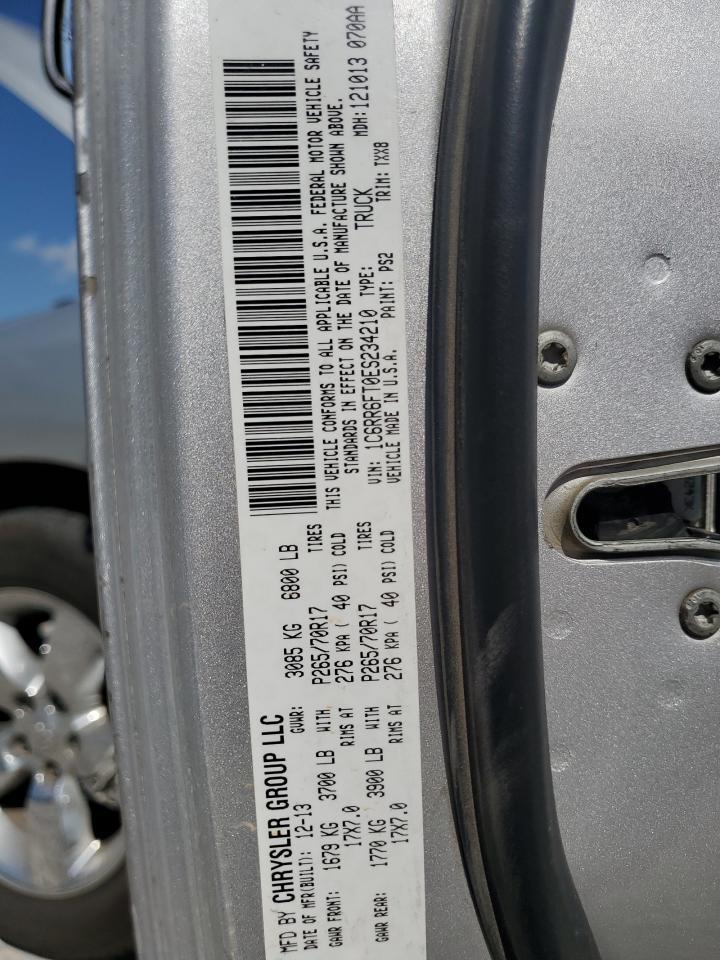 MFD BY CHRYSLER GROUP LLC
DATE OF MFR(BUILT): 12-13 GVWR: 3085 KG 6800 LB
GAWR FRONT: 1679 KG 3700 LB WITH P265/70R17 TIRES
17X7.0 RIMS AT 276 KPA ( 40 PSI) COLD
GAWR REAR: 1770 KG 3900 LB WITH P265/70R17 TIRES
17X7.0 RIMS AT 276 KPA ( 40 PSI) COLD
THIS VEHICLE CONFORMS TO ALL APPLICABLE U.S.A. FEDERAL MOTOR VEHICLE SAFETY
STANDARDS IN EFFECT ON THE DATE OF MANUFACTURE SHOWN ABOVE.
VIN: 1C6RR6FT0ES234210 TYPE: TRUCK MDH: 121013 070AA
VEHICLE MADE IN U.S.A. PAINT: PS2 TRIM: TXX8